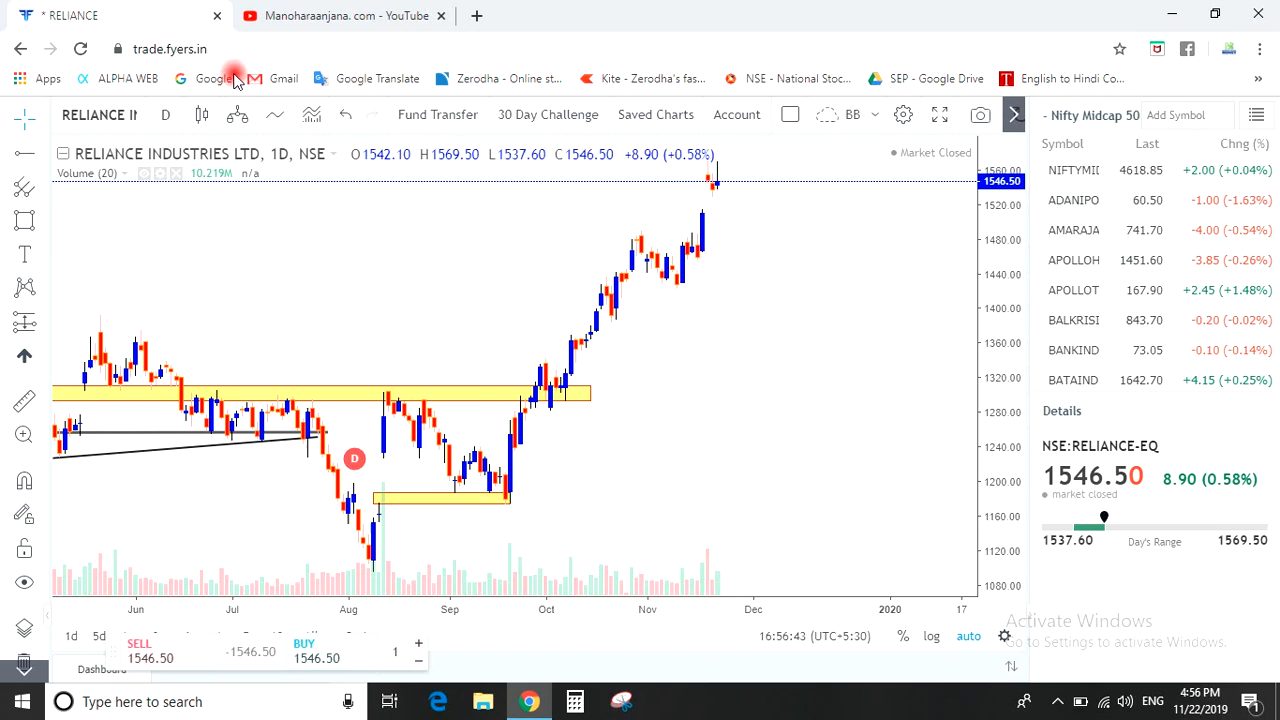 * RELIANCE
Manoharaanjana. com - YouTube
trade.fyers.in
Apps
ALPHA WEB
Google
Gmail
Google Translate
Zerodha - Online st...
Kite - Zerodha's fas...
NSE - National Stoc...
SEP - Google Drive
English to Hindi Co...
RELIANCE IN
D
Fund Transfer
30 Day Challenge
Saved Charts
Account
BB
- Nifty Midcap 50
Add Symbol
RELIANCE INDUSTRIES LTD, 1D, NSE
O1542.10 H1569.50 L1537.60 C1546.50 +8.90 (+0.58%)
Market Closed
Volume (20)
10.219M n/a
Symbol Last Chng (%)
NIFTYMI 4618.85 +2.00 (+0.04%)
ADANIPO 60.50 -1.00 (-1.63%)
AMARAJA 741.70 -4.00 (-0.54%)
APOLLOH 1451.60 -3.85 (-0.26%)
APOLLOT 167.90 +2.45 (+1.48%)
BALKRISI 843.70 -0.20 (-0.02%)
BANKIND 73.05 -0.10 (-0.14%)
BATAIND 1642.70 +4.15 (+0.25%)
1560.00
1546.50
1520.00
1480.00
1440.00
1400.00
1360.00
1320.00
1280.00
1240.00
1200.00
1160.00
1120.00
1080.00
D
Details
NSE:RELIANCE-EQ
1546.50 8.90 (0.58%)
market closed
1537.60 Day's Range 1569.50
Jun Jul Aug Sep Oct Nov Dec 2020 17
1d 5d
16:56:43 (UTC+5:30) % log auto
SELL
1546.50
-1546.50
BUY
1546.50
1
+
−
Dashboard
Activate Windows
Go to Settings to activate Windows.
Type here to search
ENG
4:56 PM
11/22/2019
1